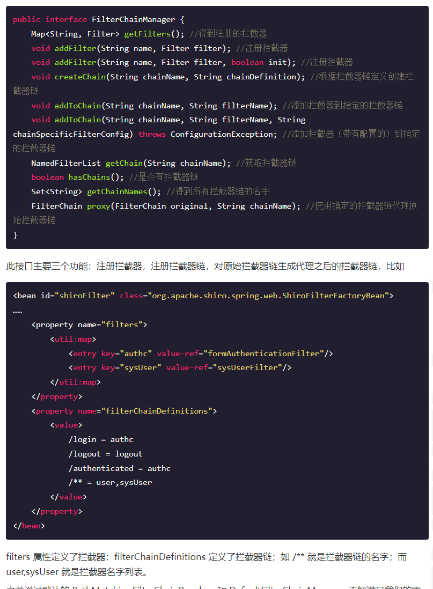 public interface FilterChainManager {
Map<String, Filter> getFilters(); //得到注册的拦截器
void addFilter(String name, Filter filter); //注册拦截器
void addFilter(String name, Filter filter, boolean init); //注册拦截器
void createChain(String chainName, String chainDefinition); //根据拦截器链定义创建拦
截器链
void addToChain(String chainName, String filterName); //添加拦截器到指定的拦截器链
void addToChain(String chainName, String filterName, String
chainSpecificFilterConfig) throws ConfigurationException; //添加拦截器（带有配置的）到指定
的拦截器链
NamedFilterList getChain(String chainName); //获取拦截器链
boolean hasChains(); //是否有拦截器链
Set<String> getChainNames(); //得到所有拦截器链的名字
FilterChain proxy(FilterChain original, String chainName); //使用指定的拦截器链代理原
始拦截器链
}
此接口主要三个功能：注册拦截器，注册拦截器链，对原始拦截器链生成代理之后的拦截器链，比如
<bean id="shiroFilter" class="org.apache.shiro.spring.web.ShiroFilterFactoryBean">
……
<property name="filters">
<util:map>
<entry key="authc" value-ref="formAuthenticationFilter"/>
<entry key="sysUser" value-ref="sysUserFilter"/>
</util:map>
</property>
<property name="filterChainDefinitions">
<value>
/login = authc
/logout = logout
/authenticated = authc
/** = user,sysUser
</value>
</property>
</bean>
filters 属性定义了拦截器；filterChainDefinitions 定义了拦截器链；如 /** 就是拦截器链的名字；而
user,sysUser 就是拦截器名字列表。